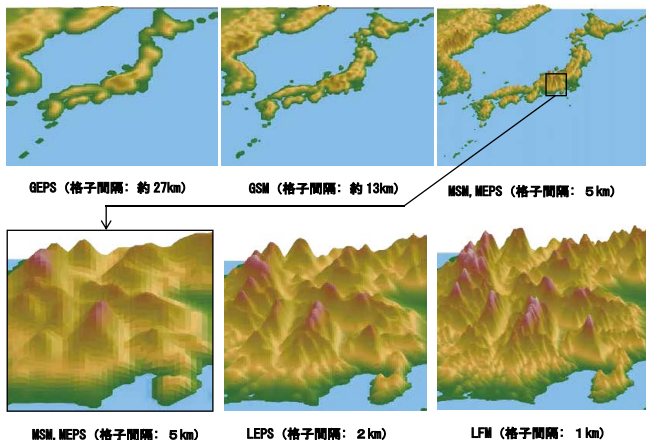 GEPS (格子間隔: 約27km)
GSM (格子間隔: 約13km)
MSM, MEPS (格子間隔: 5km)
MSM, MEPS (格子間隔: 5km)
LEPS (格子間隔: 2km)
LFM (格子間隔: 1km)